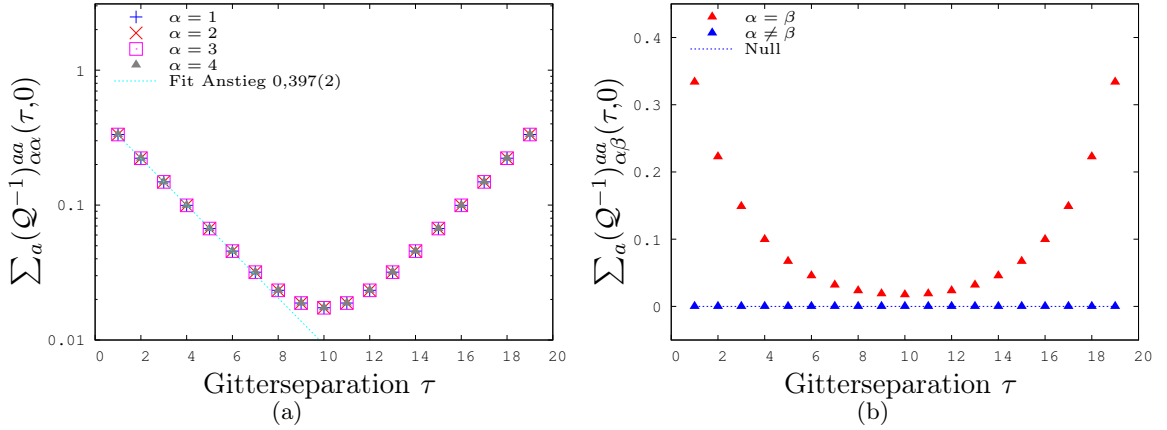 α = 1
α = 2
α = 3
α = 4
Fit Anstieg 0,397(2)
1
0.1
0.01
0 2 4 6 8 10 12 14 16 18 20
∑ₐ(𝒬⁻¹)ᵃᵃ_αα(τ,0)
Gitterseparation τ
(a)
α = β
α ≠ β
Null
0.4
0.3
0.2
0.1
0
0 2 4 6 8 10 12 14 16 18 20
∑ₐ(𝒬⁻¹)ᵃᵃ_αβ(τ,0)
Gitterseparation τ
(b)